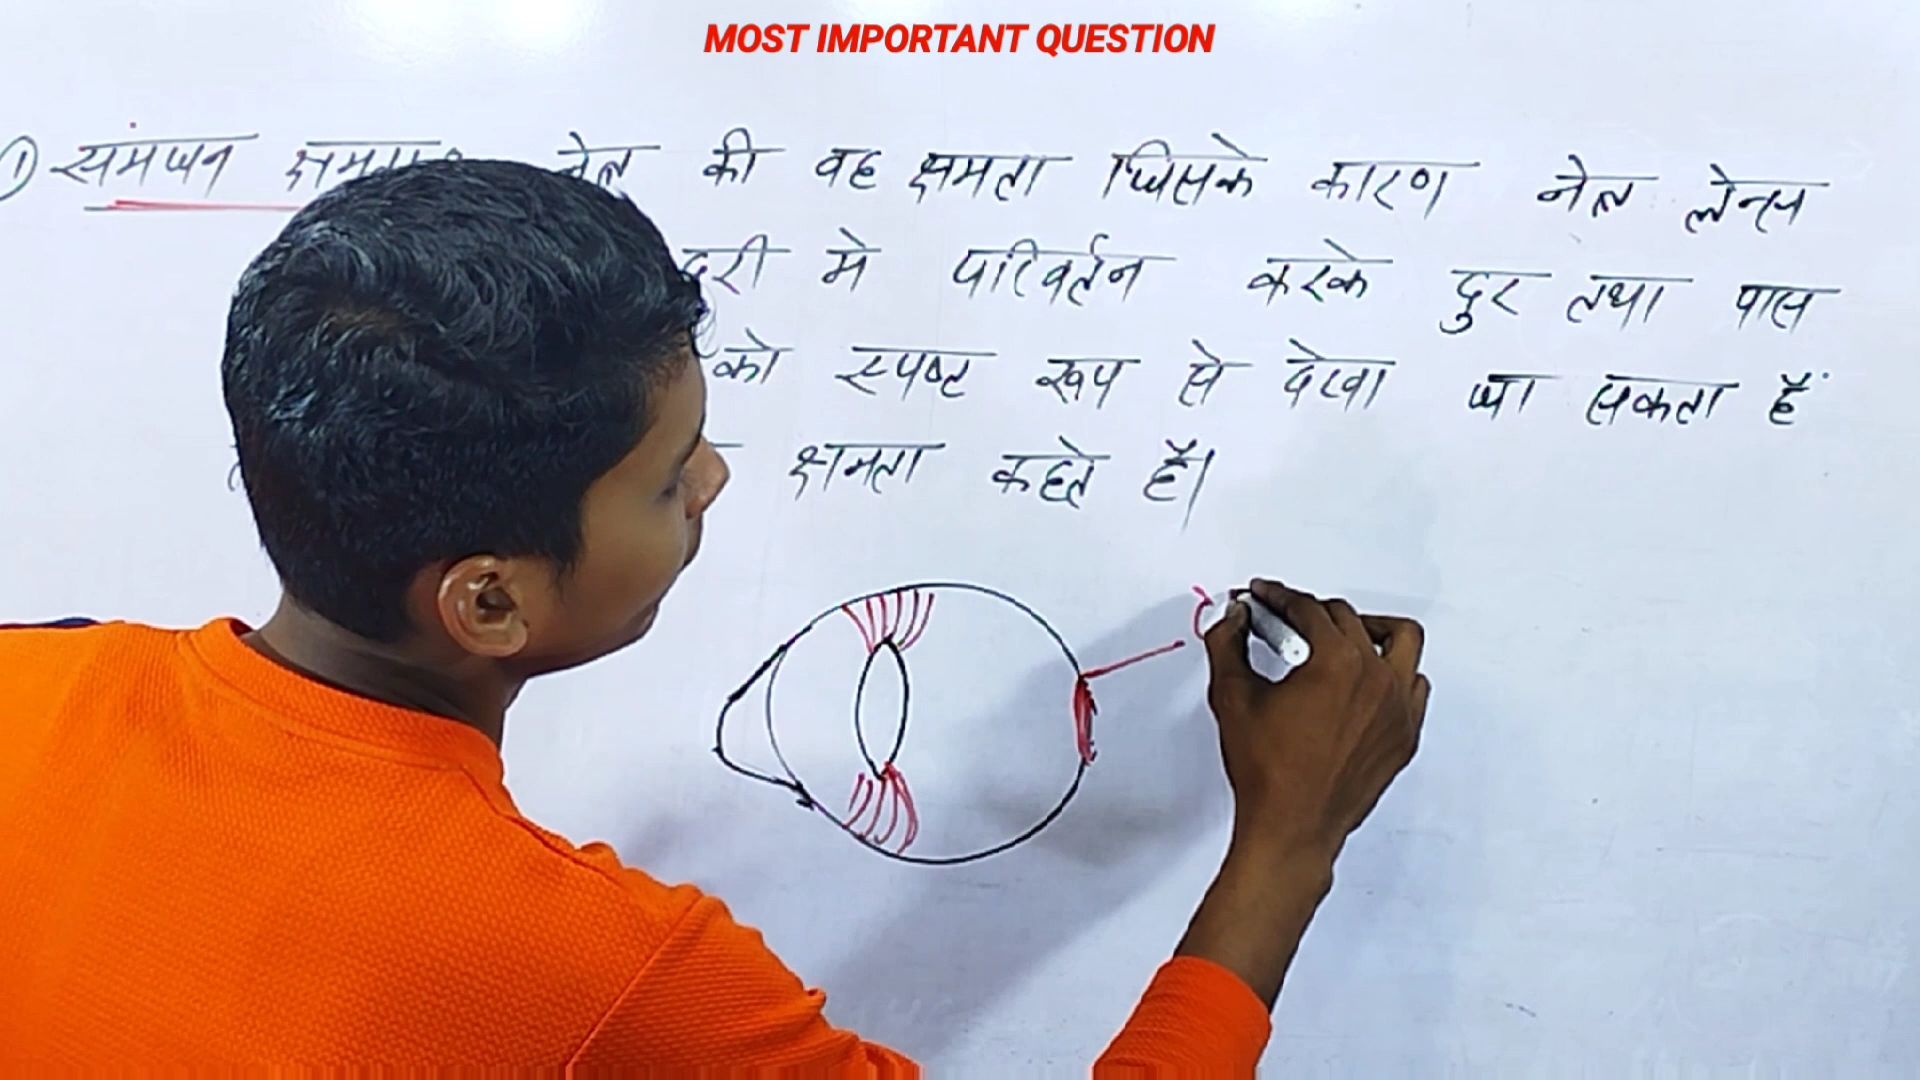 MOST IMPORTANT QUESTION
① समंजन नेत्र की वह क्षमता जिसके कारण नेत्र लेन्स
दुरी मे परिवर्तन करके दुर तथा पास
को स्पष्ट रूप से देखा जा सकता हैं
क्षमता कहते हैं।